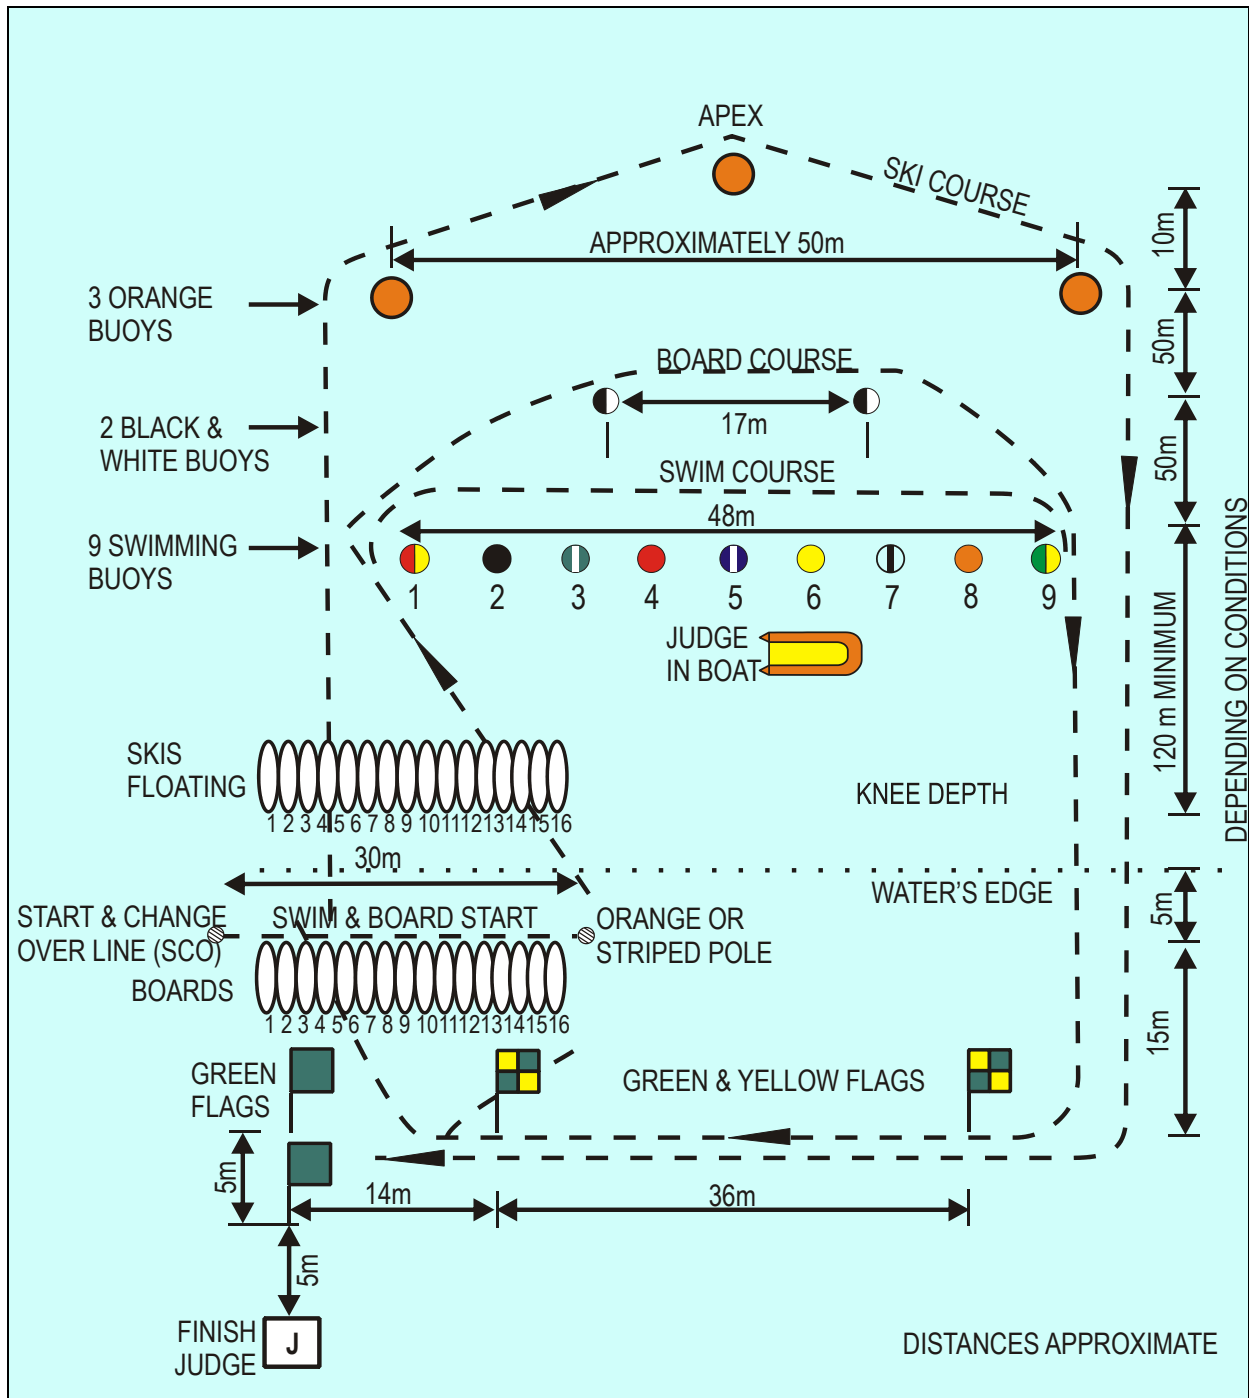 APEX
SKI COURSE
APPROXIMATELY 50m
10m
3 ORANGE
BUOYS
50m
BOARD COURSE
17m
2 BLACK &
WHITE BUOYS
50m
SWIM COURSE
48m
9 SWIMMING
BUOYS
1 2 3 4 5 6 7 8 9
JUDGE
IN BOAT
120 m MINIMUM
DEPENDING ON CONDITIONS
SKIS
FLOATING
KNEE DEPTH
1 2 3 4 5 6 7 8 9 10 11 12 13 14 15 16
30m
WATER'S EDGE
5m
START & CHANGE
OVER LINE (SCO)
SWIM & BOARD START
ORANGE OR
STRIPED POLE
BOARDS
1 2 3 4 5 6 7 8 9 10 11 12 13 14 15 16
15m
GREEN
FLAGS
GREEN & YELLOW FLAGS
5m
14m
36m
5m
FINISH
JUDGE
J
DISTANCES APPROXIMATE